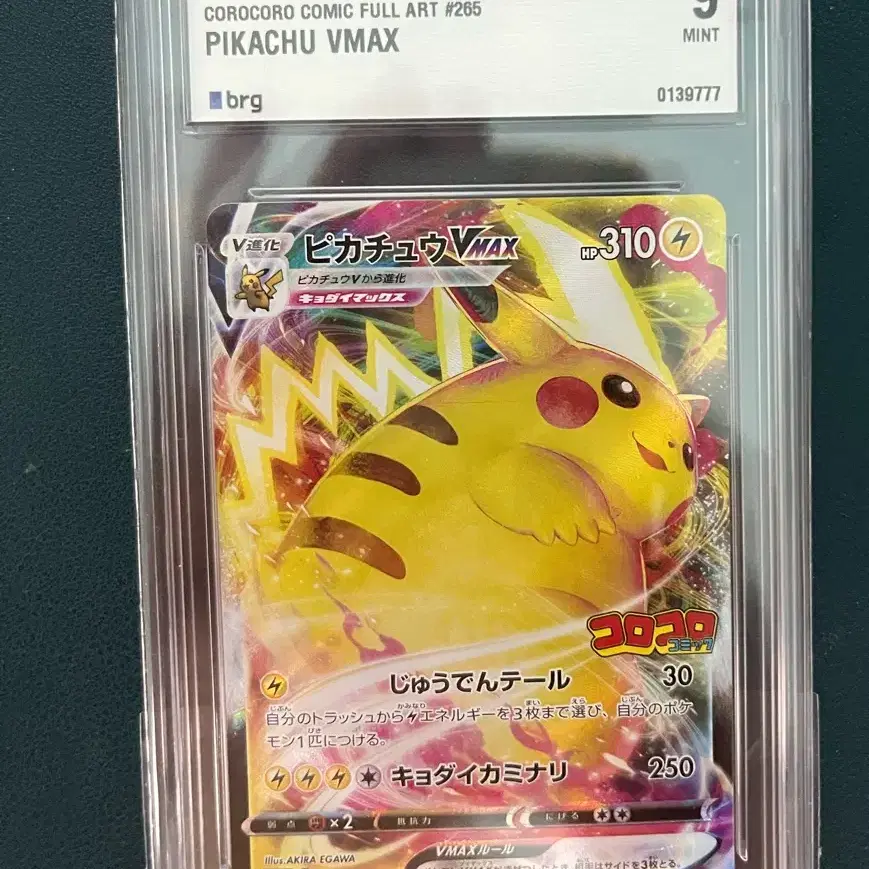 COROCORO COMIC FULL ART #265
9
PIKACHU VMAX
MINT
brg
0139777
V進化
ピカチュウVMAX
HP310
ピカチュウVから進化
キョダイマックス
コロコロ
コミック
じゅうでんテール 30
自分のトラッシュからエネルギーを3枚まで選び、自分のポケ
モン1匹につける。
キョダイカミナリ 250
弱点 ×2 抵抗力 にげる
VMAXルール
Illus.AKIRA EGAWA